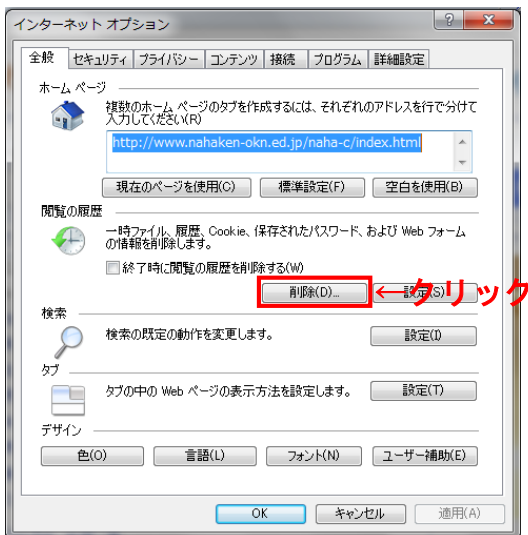 インターネット オプション
全般 セキュリティ プライバシー コンテンツ 接続 プログラム 詳細設定
ホーム ページ
複数のホーム ページのタブを作成するには、それぞれのアドレスを行で分けて
入力してください(R)
http://www.nahaken-okn.ed.jp/naha-c/index.html
現在のページを使用(C) 標準設定(F) 空白を使用(B)
閲覧の履歴
一時ファイル、履歴、Cookie、保存されたパスワード、および Web フォーム
の情報を削除します。
終了時に閲覧の履歴を削除する(W)
削除(D)... ←クリック 設定(S)
検索
検索の既定の動作を変更します。 設定(I)
タブ
タブの中の Web ページの表示方法を設定します。 設定(T)
デザイン
色(O) 言語(L) フォント(N) ユーザー補助(E)
OK キャンセル 適用(A)